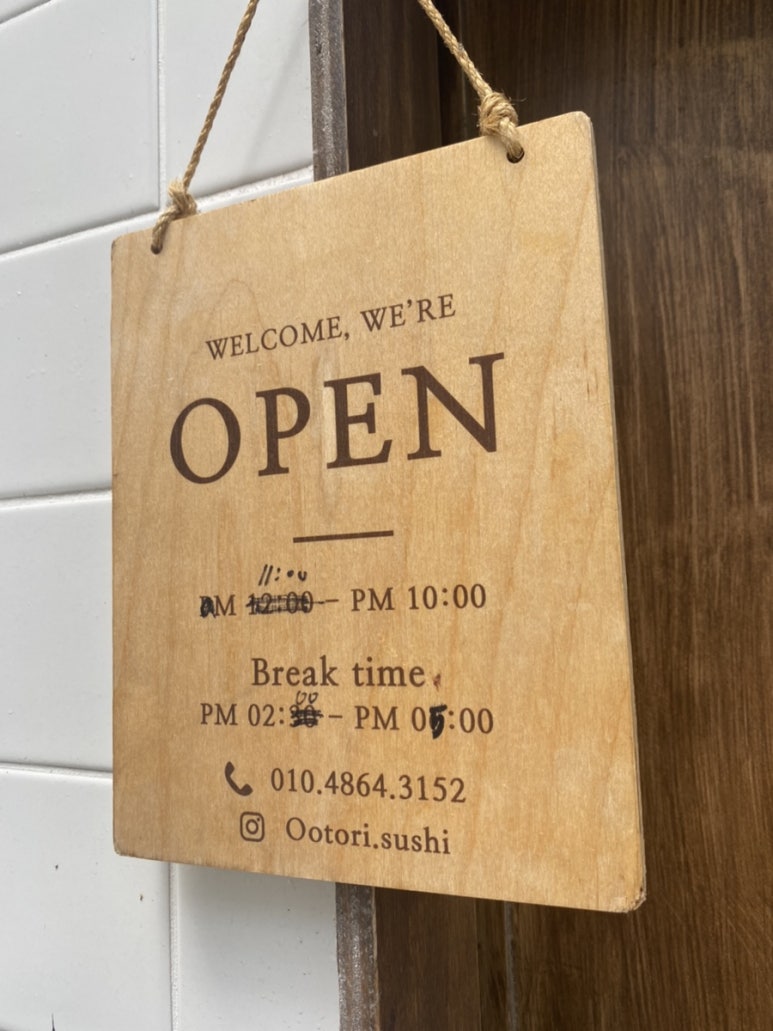 WELCOME, WE'RE
OPEN
11:00
AM 12:00 – PM 10:00
Break time
00
PM 02:30 – PM 05:00
010.4864.3152
Ootori.sushi